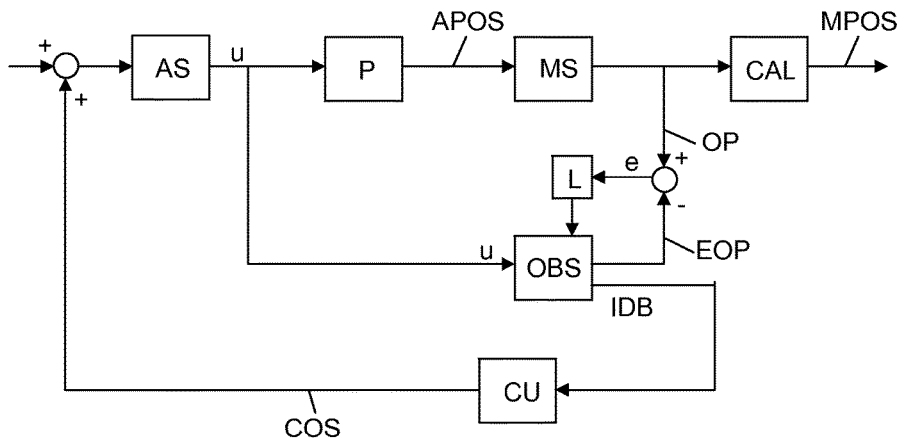 APOS
MPOS
+
AS
u
P
MS
CAL
+
OP
+
e
L
-
u
OBS
EOP
IDB
CU
COS